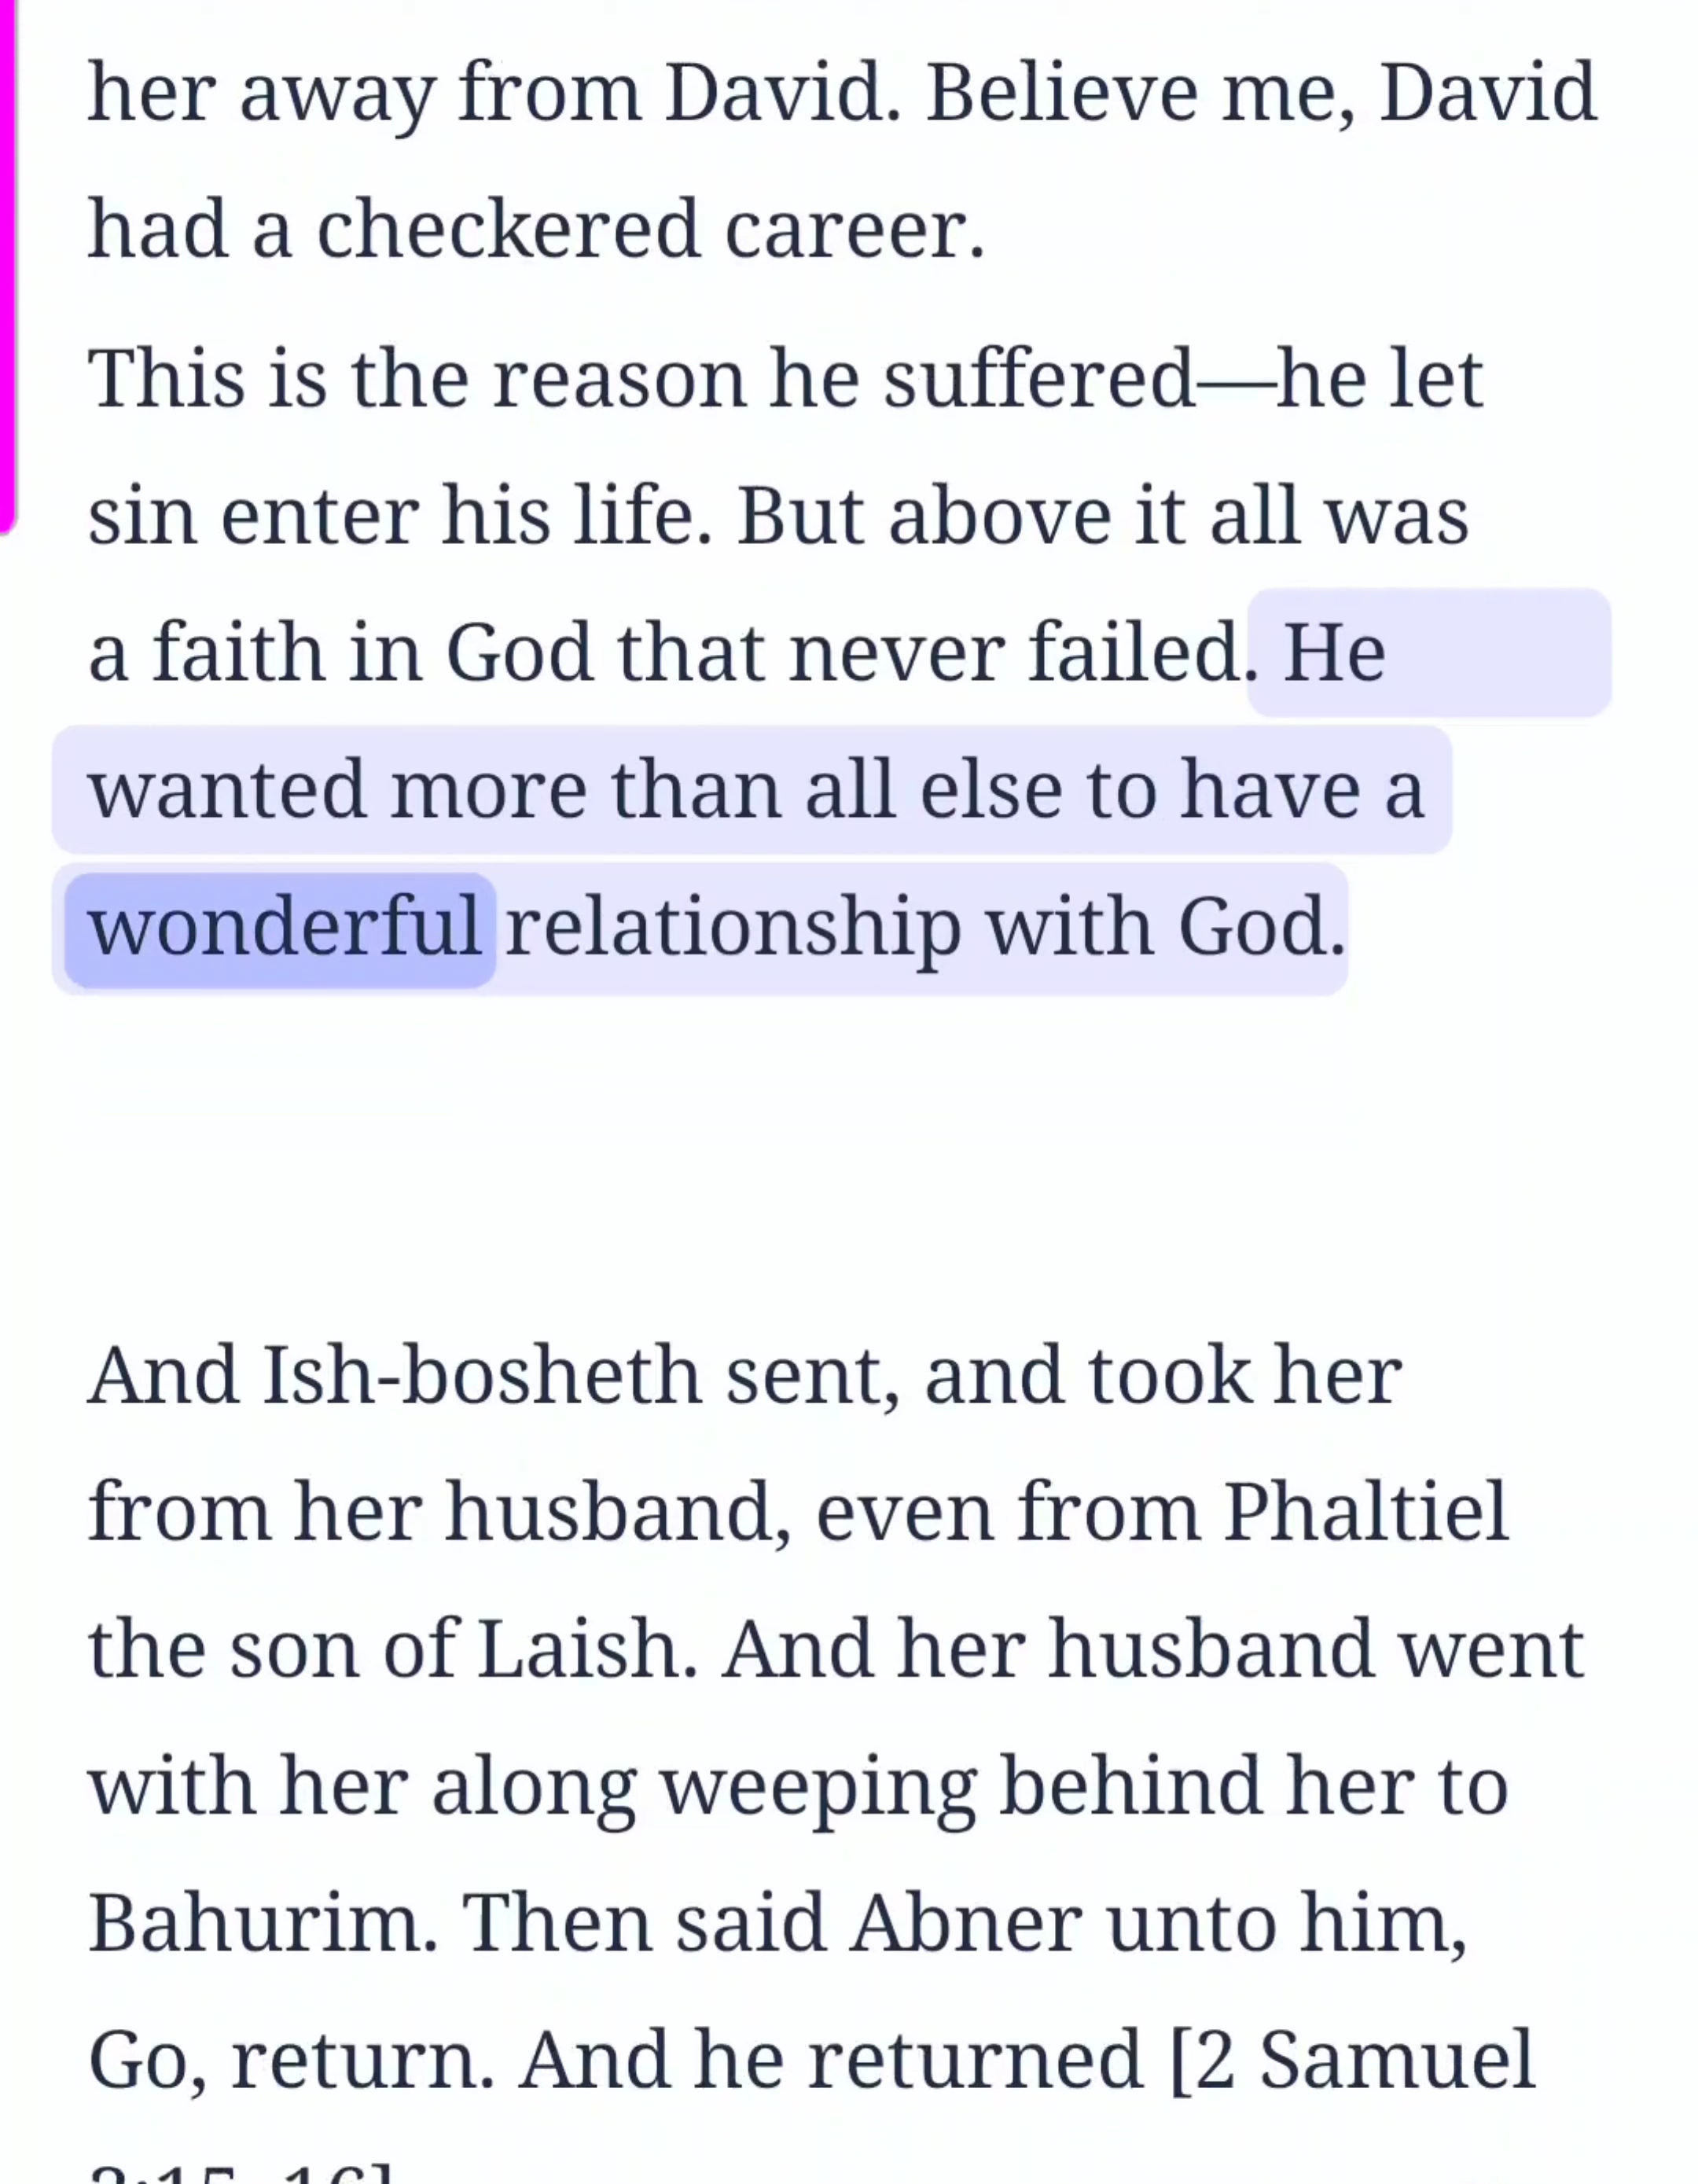 her away from David. Believe me, David
had a checkered career.
This is the reason he suffered—he let
sin enter his life. But above it all was
a faith in God that never failed. He
wanted more than all else to have a
wonderful relationship with God.
And Ish-bosheth sent, and took her
from her husband, even from Phaltiel
the son of Laish. And her husband went
with her along weeping behind her to
Bahurim. Then said Abner unto him,
Go, return. And he returned [2 Samuel
3:15–16]